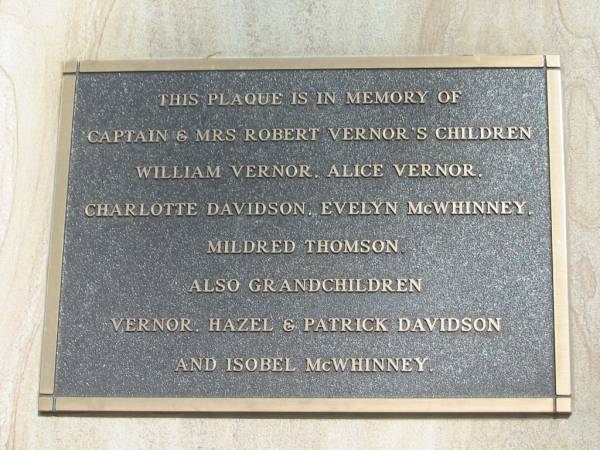 THIS PLAQUE IS IN MEMORY OF
CAPTAIN & MRS ROBERT VERNOR'S CHILDREN
WILLIAM VERNOR, ALICE VERNOR,
CHARLOTTE DAVIDSON, EVELYN McWHINNEY,
MILDRED THOMSON.
ALSO GRANDCHILDREN
VERNOR, HAZEL & PATRICK DAVIDSON
AND ISOBEL McWHINNEY.